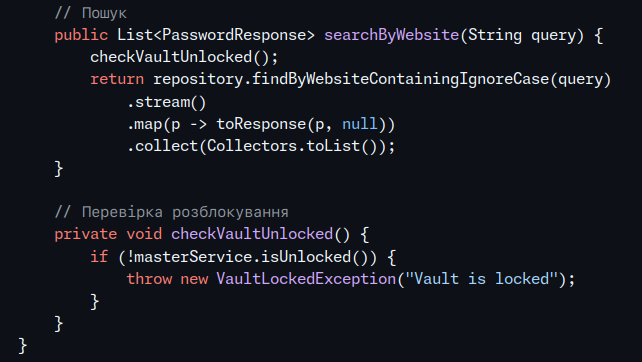 // Пошук
public List<PasswordResponse> searchByWebsite(String query) {
checkVaultUnlocked();
return repository.findByWebsiteContainingIgnoreCase(query)
.stream()
.map(p -> toResponse(p, null))
.collect(Collectors.toList());
}
// Перевірка розблокування
private void checkVaultUnlocked() {
if (!masterService.isUnlocked()) {
throw new VaultLockedException("Vault is locked");
}
}
}